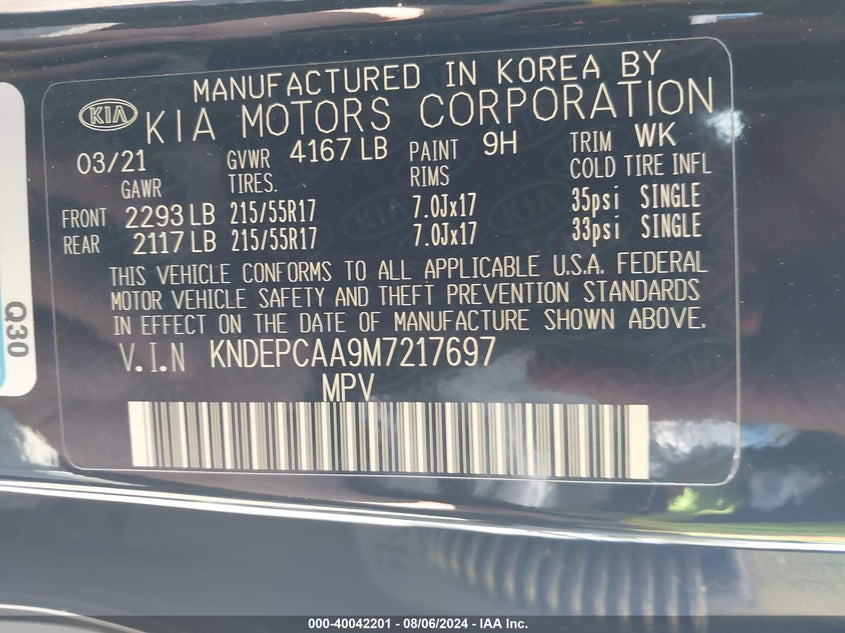 MANUFACTURED IN KOREA BY
KIA KIA MOTORS CORPORATION
03/21 GVWR 4167 LB PAINT 9H TRIM WK
GAWR TIRES. RIMS COLD TIRE INFL
FRONT 2293 LB 215/55R17 7.0Jx17 35psi SINGLE
REAR 2117 LB 215/55R17 7.0Jx17 33psi SINGLE
THIS VEHICLE CONFORMS TO ALL APPLICABLE U.S.A. FEDERAL
MOTOR VEHICLE SAFETY AND THEFT PREVENTION STANDARDS
IN EFFECT ON THE DATE OF MANUFACTURE SHOWN ABOVE.
V.I.N KNDEPCAA9M7217697
MPV
Q30
000-40042201 - 08/06/2024 - IAA Inc.